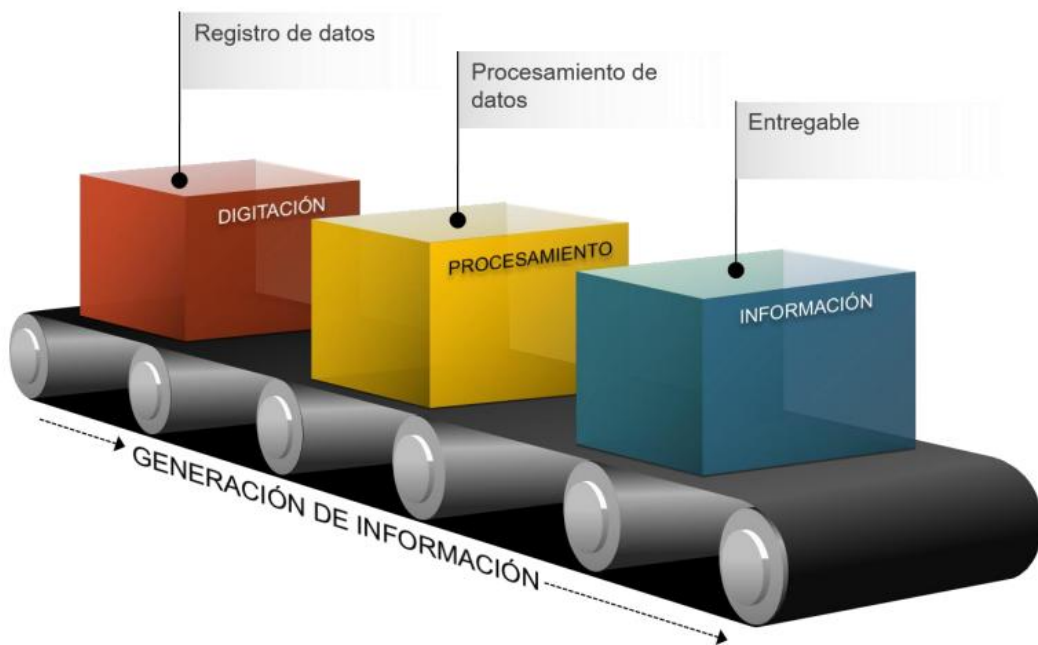 Registro de datos
Procesamiento de
datos
Entregable
DIGITACIÓN
PROCESAMIENTO
INFORMACIÓN
GENERACIÓN DE INFORMACIÓN